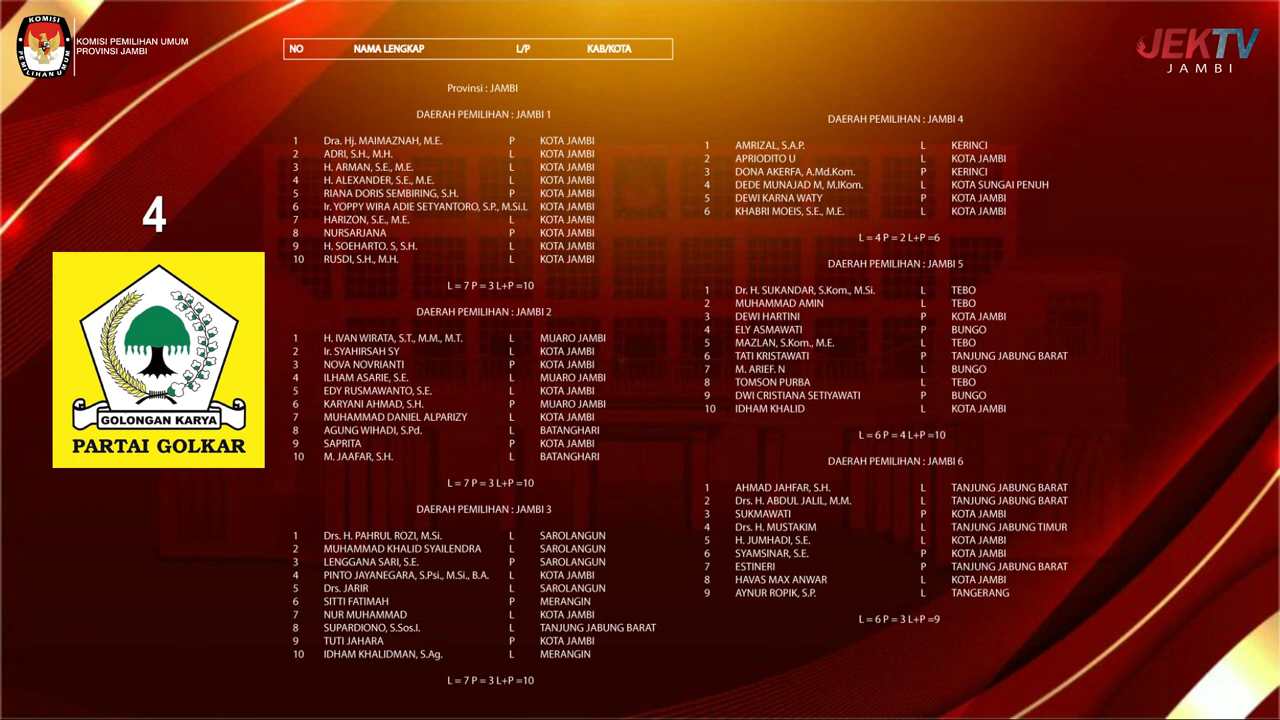 KOMISI
PEMILIHAN UMUM
KOMISI PEMILIHAN UMUM
PROVINSI JAMBI
JEKTV
JAMBI
4
GOLONGAN KARYA
PARTAI GOLKAR
NO NAMA LENGKAP L/P KAB/KOTA
Provinsi : JAMBI
DAERAH PEMILIHAN : JAMBI 1
1 Dra. Hj. MAIMAZNAH, M.E. P KOTA JAMBI
2 ADRI, S.H., M.H. L KOTA JAMBI
3 H. ARMAN, S.E., M.E. L KOTA JAMBI
4 H. ALEXANDER, S.E., M.E. L KOTA JAMBI
5 RIANA DORIS SEMBIRING, S.H. P KOTA JAMBI
6 Ir. YOPPY WIRA ADIE SETYANTORO, S.P., M.Si.L KOTA JAMBI
7 HARIZON, S.E., M.E. L KOTA JAMBI
8 NURSARJANA P KOTA JAMBI
9 H. SOEHARTO. S, S.H. L KOTA JAMBI
10 RUSDI, S.H., M.H. L KOTA JAMBI
L = 7 P = 3 L+P =10
DAERAH PEMILIHAN : JAMBI 2
1 H. IVAN WIRATA, S.T., M.M., M.T. L MUARO JAMBI
2 Ir. SYAHIRSAH SY L KOTA JAMBI
3 NOVA NOVRIANTI P KOTA JAMBI
4 ILHAM ASARIE, S.E. L MUARO JAMBI
5 EDY RUSMAWANTO, S.E. L KOTA JAMBI
6 KARYANI AHMAD, S.H. P MUARO JAMBI
7 MUHAMMAD DANIEL ALPARIZY L KOTA JAMBI
8 AGUNG WIHADI, S.Pd. L BATANGHARI
9 SAPRITA P KOTA JAMBI
10 M. JAAFAR, S.H. L BATANGHARI
L = 7 P = 3 L+P =10
DAERAH PEMILIHAN : JAMBI 3
1 Drs. H. PAHRUL ROZI, M.Si. L SAROLANGUN
2 MUHAMMAD KHALID SYAILENDRA L SAROLANGUN
3 LENGGANA SARI, S.E. P SAROLANGUN
4 PINTO JAYANEGARA, S.Psi., M.Si., B.A. L KOTA JAMBI
5 Drs. JARIR L SAROLANGUN
6 SITTI FATIMAH P MERANGIN
7 NUR MUHAMMAD L KOTA JAMBI
8 SUPARDIONO, S.Sos.I. L TANJUNG JABUNG BARAT
9 TUTI JAHARA P KOTA JAMBI
10 IDHAM KHALIDMAN, S.Ag. L MERANGIN
L = 7 P = 3 L+P =10
DAERAH PEMILIHAN : JAMBI 4
1 AMRIZAL, S.A.P. L KERINCI
2 APRIODITO U L KOTA JAMBI
3 DONA AKERFA, A.Md.Kom. P KERINCI
4 DEDE MUNAJAD M, M.IKom. L KOTA SUNGAI PENUH
5 DEWI KARNA WATY P KOTA JAMBI
6 KHABRI MOEIS, S.E., M.E. L KOTA JAMBI
L = 4 P = 2 L+P =6
DAERAH PEMILIHAN : JAMBI 5
1 Dr. H. SUKANDAR, S.Kom., M.Si. L TEBO
2 MUHAMMAD AMIN L TEBO
3 DEWI HARTINI P KOTA JAMBI
4 ELY ASMAWATI P BUNGO
5 MAZLAN, S.Kom., M.E. L TEBO
6 TATI KRISTAWATI P TANJUNG JABUNG BARAT
7 M. ARIEF. N L BUNGO
8 TOMSON PURBA L TEBO
9 DWI CRISTIANA SETIYAWATI P BUNGO
10 IDHAM KHALID L KOTA JAMBI
L = 6 P = 4 L+P =10
DAERAH PEMILIHAN : JAMBI 6
1 AHMAD JAHFAR, S.H. L TANJUNG JABUNG BARAT
2 Drs. H. ABDUL JALIL, M.M. L TANJUNG JABUNG BARAT
3 SUKMAWATI P KOTA JAMBI
4 Drs. H. MUSTAKIM L TANJUNG JABUNG TIMUR
5 H. JUMHADI, S.E. L KOTA JAMBI
6 SYAMSINAR, S.E. P KOTA JAMBI
7 ESTINERI P TANJUNG JABUNG BARAT
8 HAVAS MAX ANWAR L KOTA JAMBI
9 AYNUR ROPIK, S.P. L TANGERANG
L = 6 P = 3 L+P =9